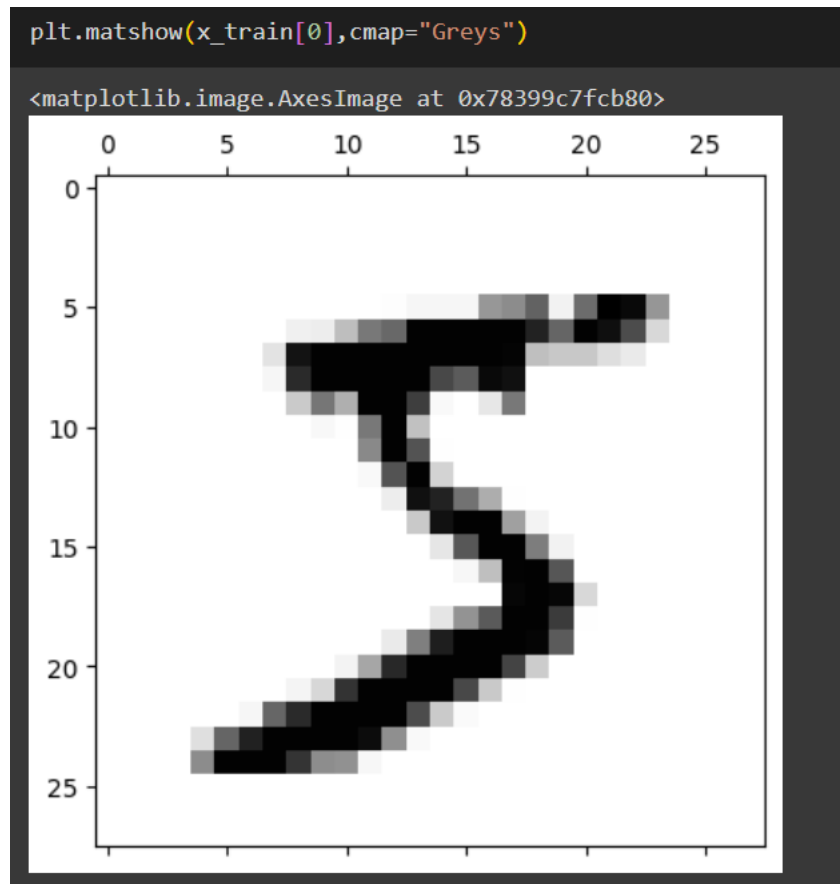 plt.matshow(x_train[0],cmap="Greys")
<matplotlib.image.AxesImage at 0x78399c7fcb80>
0 5 10 15 20 25
0
5
10
15
20
25
5